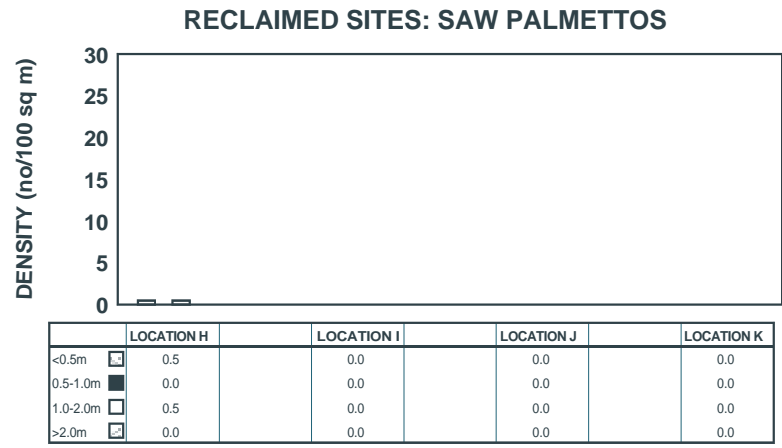 RECLAIMED SITES: SAW PALMETTOS
DENSITY (no/100 sq m)
30
25
20
15
10
5
0
LOCATION H LOCATION I LOCATION J LOCATION K
<0.5m 0.5 0.0 0.0 0.0
0.5-1.0m 0.0 0.0 0.0 0.0
1.0-2.0m 0.5 0.0 0.0 0.0
>2.0m 0.0 0.0 0.0 0.0